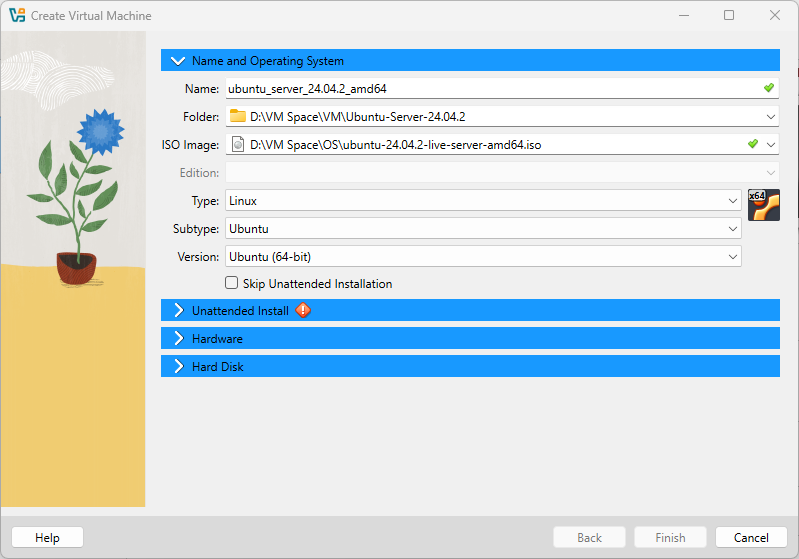 Create Virtual Machine
Name and Operating System
Name: ubuntu_server_24.04.2_amd64
Folder: D:\VM Space\VM\Ubuntu-Server-24.04.2
ISO Image: D:\VM Space\OS\ubuntu-24.04.2-live-server-amd64.iso
Edition:
Type: Linux x64
Subtype: Ubuntu
Version: Ubuntu (64-bit)
Skip Unattended Installation
Unattended Install
Hardware
Hard Disk
Help Back Finish Cancel